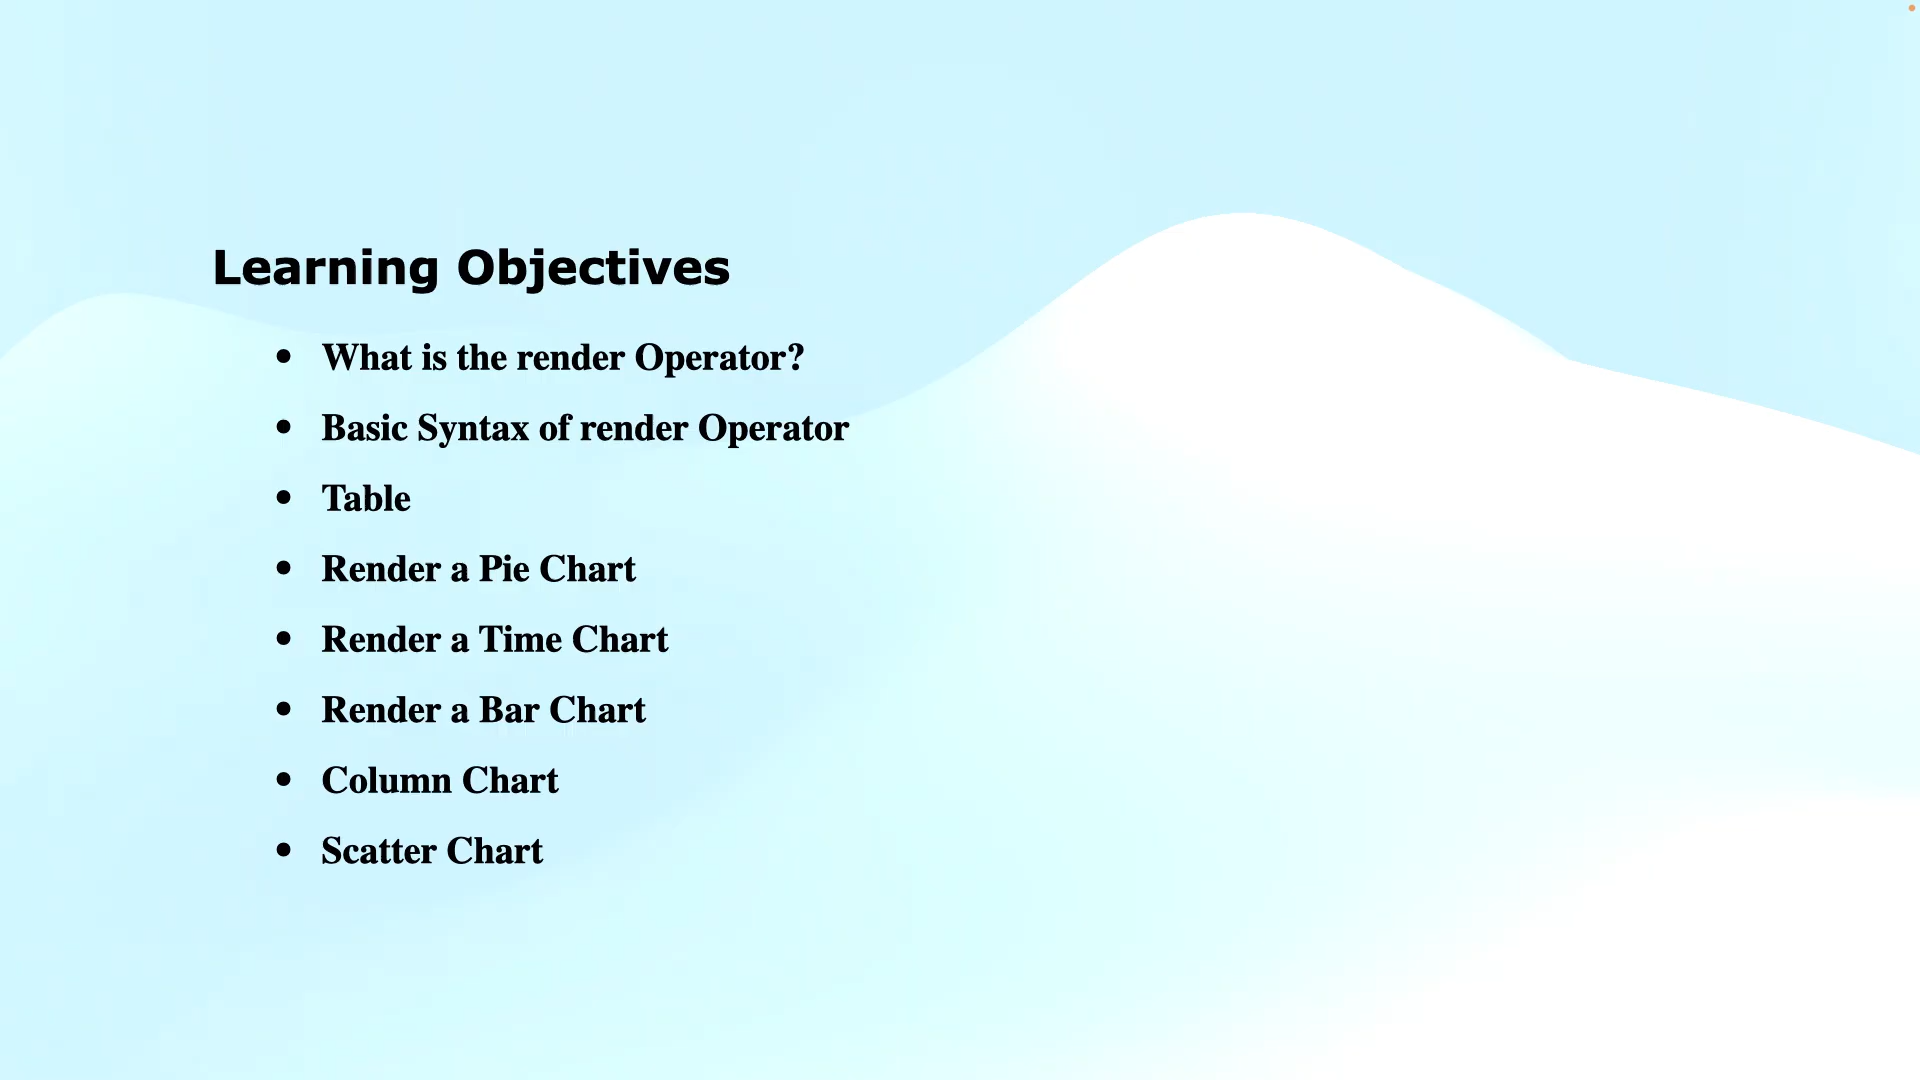 Learning Objectives
• What is the render Operator?
• Basic Syntax of render Operator
• Table
• Render a Pie Chart
• Render a Time Chart
• Render a Bar Chart
• Column Chart
• Scatter Chart